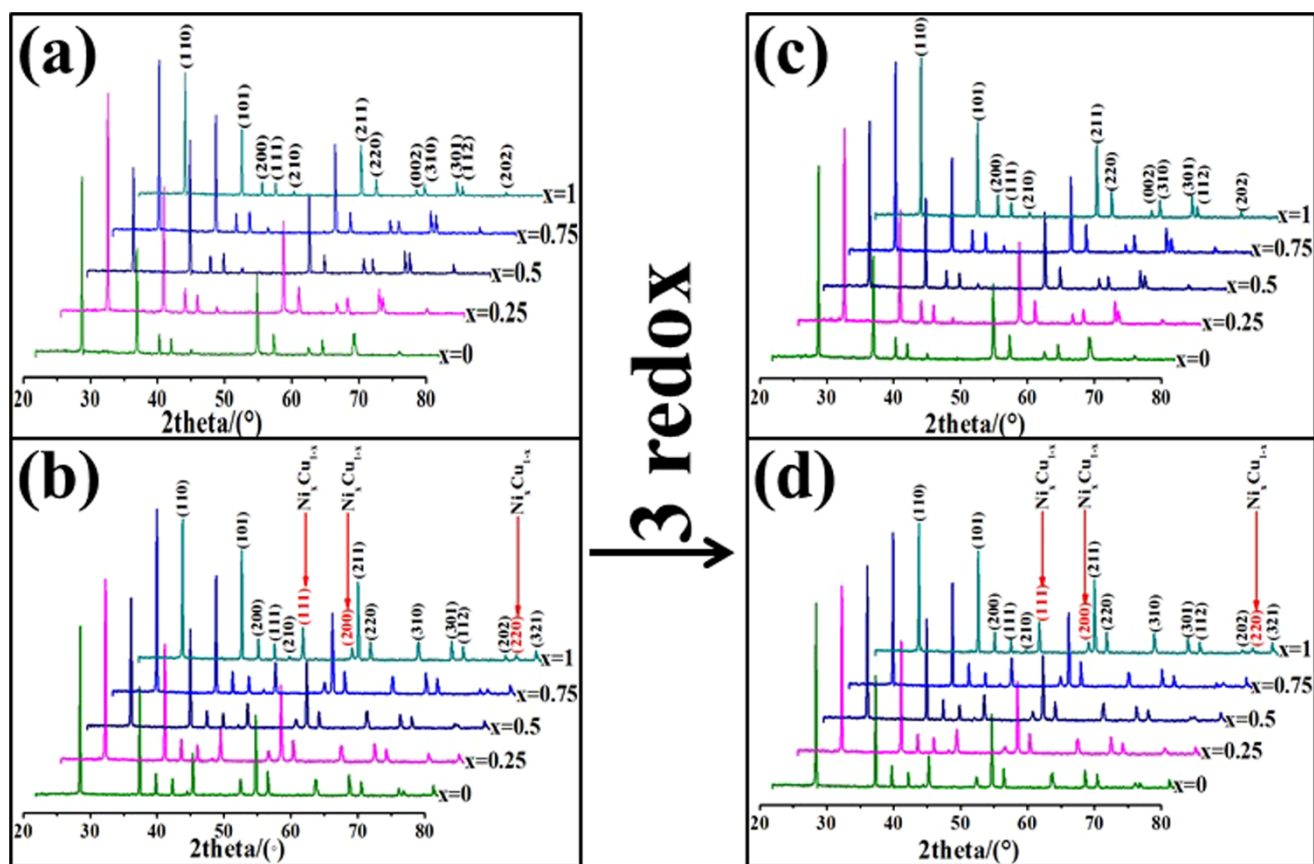 (a)
(110)
(101)
(200)
(111)
(210)
(211)
(220)
(002)
(310)
(301)
(112)
(202)
x=1
x=0.75
x=0.5
x=0.25
x=0
20 30 40 50 60 70 80
2theta/(°)
(b)
(110)
(101)
(200)
(111)
(210)
(111)
NiₓCu₁₋ₓ
(200)
NiₓCu₁₋ₓ
(211)
(220)
(310)
(301)
(112)
(202)
(220)
NiₓCu₁₋ₓ
(321)
x=1
x=0.75
x=0.5
x=0.25
x=0
20 30 40 50 60 70 80
2theta/(◦)
3 redox
(c)
(110)
(101)
(200)
(111)
(210)
(211)
(220)
(002)
(310)
(301)
(112)
(202)
x=1
x=0.75
x=0.5
x=0.25
x=0
20 30 40 50 60 70 80
2theta/(°)
(d)
(110)
(101)
(200)
(111)
(210)
(111)
NiₓCu₁₋ₓ
(200)
NiₓCu₁₋ₓ
(211)
(220)
(310)
(301)
(112)
(202)
(220)
NiₓCu₁₋ₓ
(321)
x=1
x=0.75
x=0.5
x=0.25
x=0
20 30 40 50 60 70 80
2theta/(°)